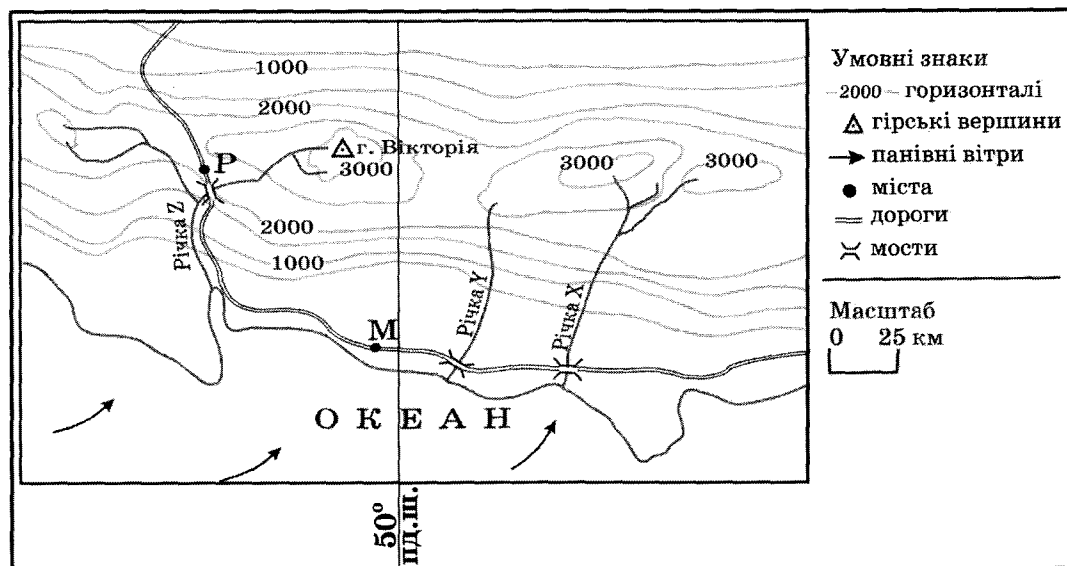 1000
2000
г. Вікторія
3000
3000
3000
Р
Річка Z
2000
1000
Річка Y
Річка X
М
ОКЕАН
50°
пд.ш.
Умовні знаки
2000 горизонталі
гірські вершини
панівні вітри
міста
дороги
мости
Масштаб
0 25 км